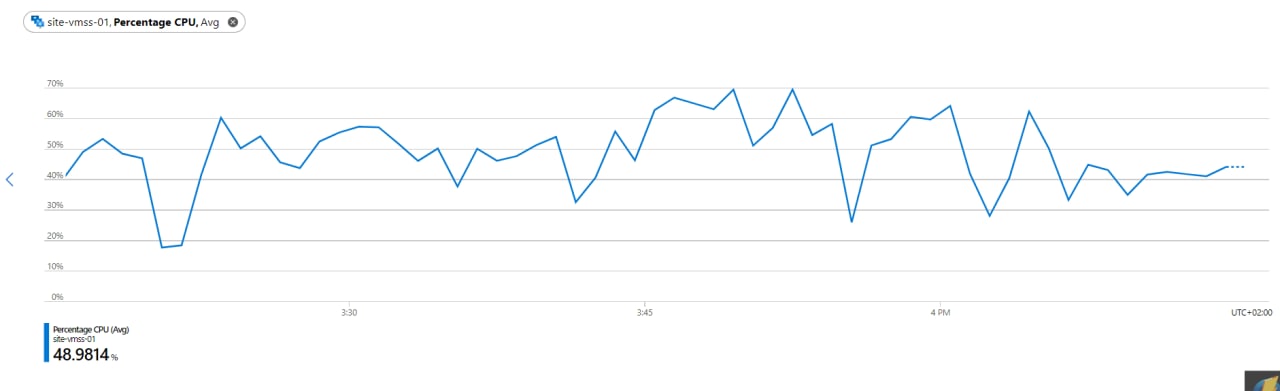 site-vmss-01, Percentage CPU, Avg
70%
60%
50%
40%
30%
20%
10%
0%
3:30 3:45 4 PM UTC+02:00
Percentage CPU (Avg)
site-vmss-01
48.9814 %